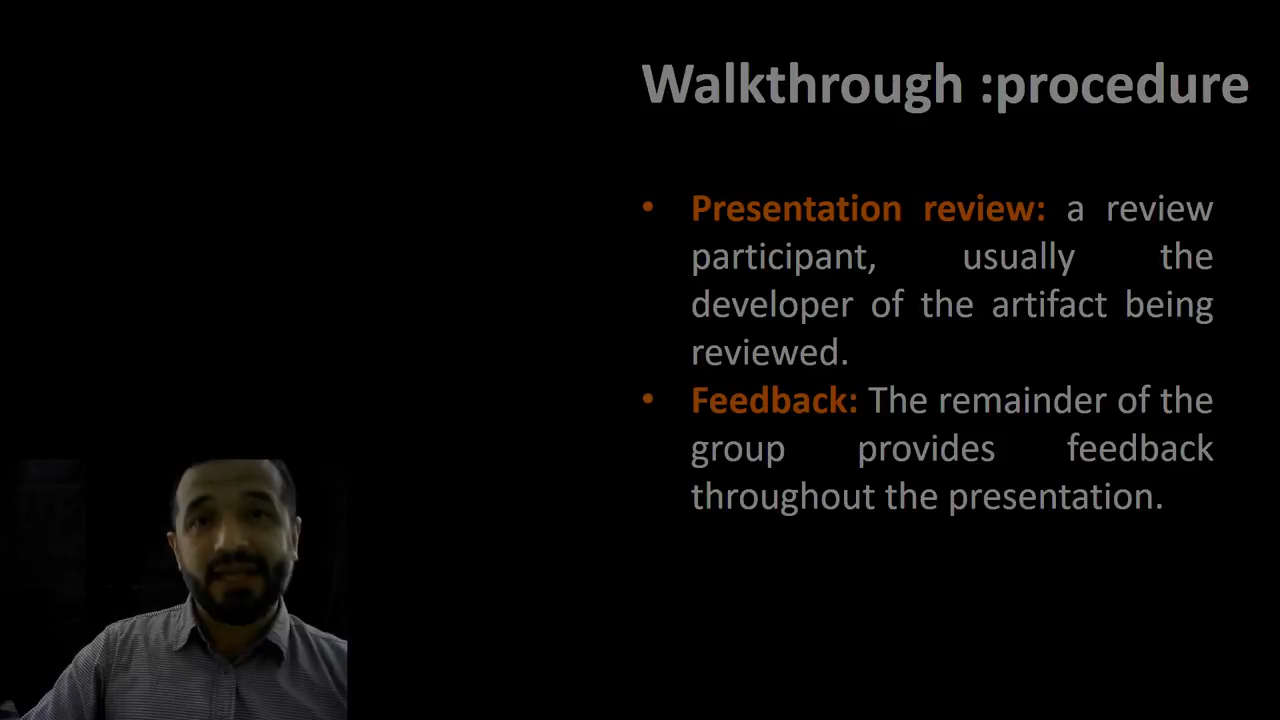 Walkthrough :procedure
• Presentation review: a review
participant, usually the
developer of the artifact being
reviewed.
• Feedback: The remainder of the
group provides feedback
throughout the presentation.